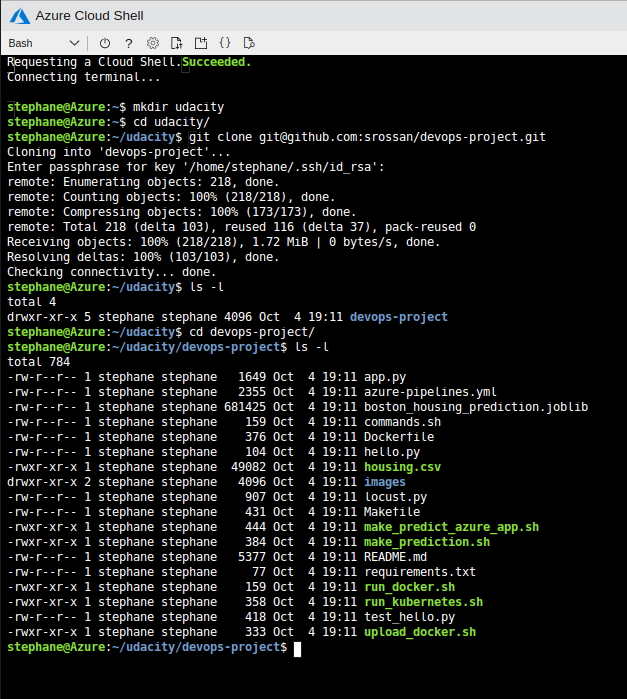 Azure Cloud Shell
Bash ? {}
Requesting a Cloud Shell.Succeeded.
Connecting terminal...
stephane@Azure:~$ mkdir udacity
stephane@Azure:~$ cd udacity/
stephane@Azure:~/udacity$ git clone git@github.com:srossan/devops-project.git
Cloning into 'devops-project'...
Enter passphrase for key '/home/stephane/.ssh/id_rsa':
remote: Enumerating objects: 218, done.
remote: Counting objects: 100% (218/218), done.
remote: Compressing objects: 100% (173/173), done.
remote: Total 218 (delta 103), reused 116 (delta 37), pack-reused 0
Receiving objects: 100% (218/218), 1.72 MiB | 0 bytes/s, done.
Resolving deltas: 100% (103/103), done.
Checking connectivity... done.
stephane@Azure:~/udacity$ ls -l
total 4
drwxr-xr-x 5 stephane stephane 4096 Oct  4 19:11 devops-project
stephane@Azure:~/udacity$ cd devops-project/
stephane@Azure:~/udacity/devops-project$ ls -l
total 784
-rw-r--r-- 1 stephane stephane   1649 Oct  4 19:11 app.py
-rw-r--r-- 1 stephane stephane   2355 Oct  4 19:11 azure-pipelines.yml
-rw-r--r-- 1 stephane stephane 681425 Oct  4 19:11 boston_housing_prediction.joblib
-rw-r--r-- 1 stephane stephane    159 Oct  4 19:11 commands.sh
-rw-r--r-- 1 stephane stephane    376 Oct  4 19:11 Dockerfile
-rw-r--r-- 1 stephane stephane    104 Oct  4 19:11 hello.py
-rwxr-xr-x 1 stephane stephane  49082 Oct  4 19:11 housing.csv
drwxr-xr-x 2 stephane stephane   4096 Oct  4 19:11 images
-rw-r--r-- 1 stephane stephane    907 Oct  4 19:11 locust.py
-rw-r--r-- 1 stephane stephane    431 Oct  4 19:11 Makefile
-rwxr-xr-x 1 stephane stephane    444 Oct  4 19:11 make_predict_azure_app.sh
-rwxr-xr-x 1 stephane stephane    384 Oct  4 19:11 make_prediction.sh
-rw-r--r-- 1 stephane stephane   5377 Oct  4 19:11 README.md
-rw-r--r-- 1 stephane stephane     77 Oct  4 19:11 requirements.txt
-rwxr-xr-x 1 stephane stephane    159 Oct  4 19:11 run_docker.sh
-rwxr-xr-x 1 stephane stephane    358 Oct  4 19:11 run_kubernetes.sh
-rw-r--r-- 1 stephane stephane    418 Oct  4 19:11 test_hello.py
-rwxr-xr-x 1 stephane stephane    333 Oct  4 19:11 upload_docker.sh
stephane@Azure:~/udacity/devops-project$